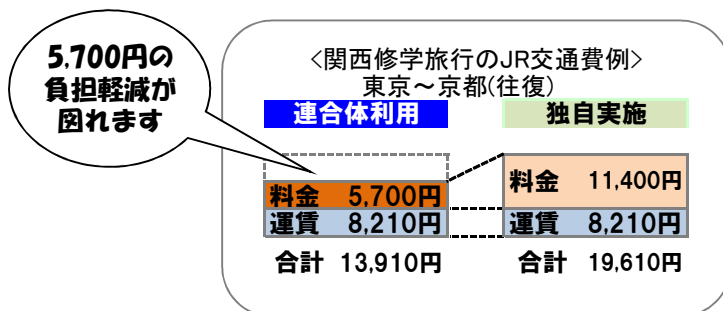 5,700円の
負担軽減が
図れます
<関西修学旅行のJR交通費例>
東京～京都(往復)
連合体利用
独自実施
料金 5,700円
料金 11,400円
運賃 8,210円
運賃 8,210円
合計 13,910円
合計 19,610円